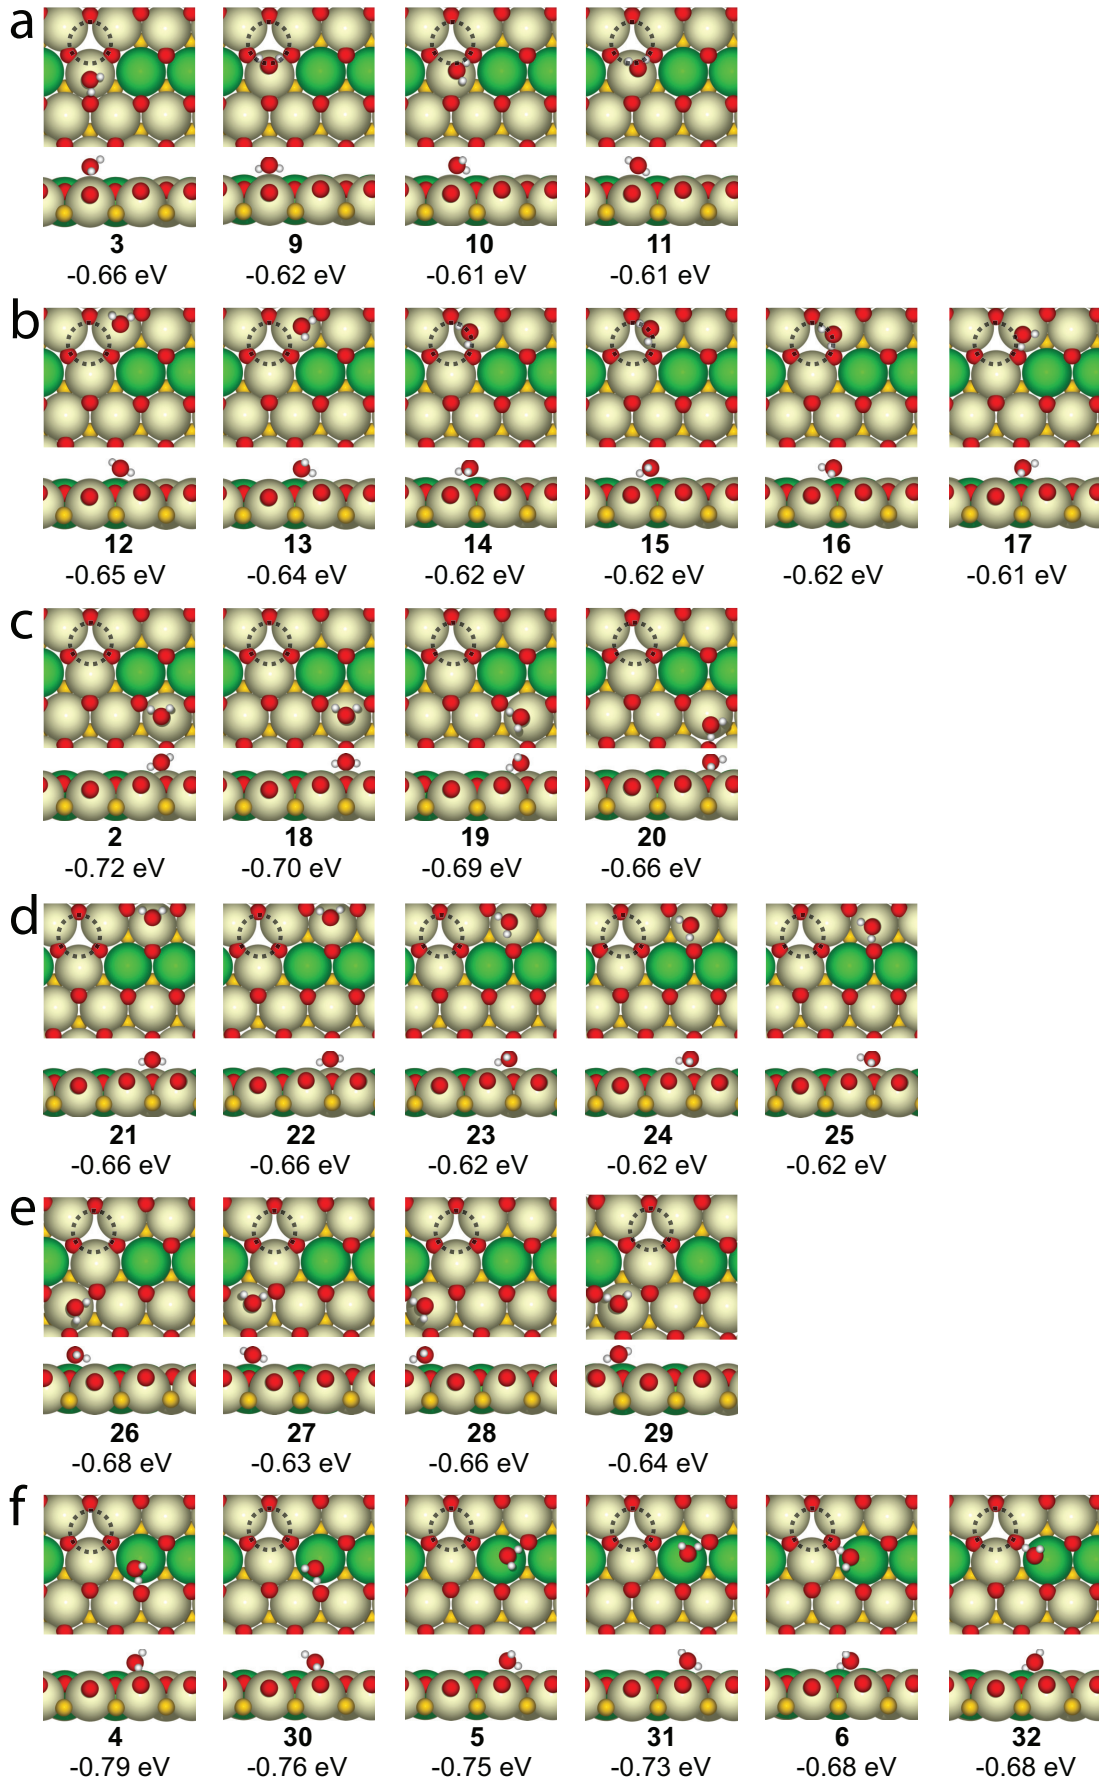 a
3 9 10 11
-0.66 eV -0.62 eV -0.61 eV -0.61 eV
b
12 13 14 15 16 17
-0.65 eV -0.64 eV -0.62 eV -0.62 eV -0.62 eV -0.61 eV
c
2 18 19 20
-0.72 eV -0.70 eV -0.69 eV -0.66 eV
d
21 22 23 24 25
-0.66 eV -0.66 eV -0.62 eV -0.62 eV -0.62 eV
e
26 27 28 29
-0.68 eV -0.63 eV -0.66 eV -0.64 eV
f
4 30 5 31 6 32
-0.79 eV -0.76 eV -0.75 eV -0.73 eV -0.68 eV -0.68 eV